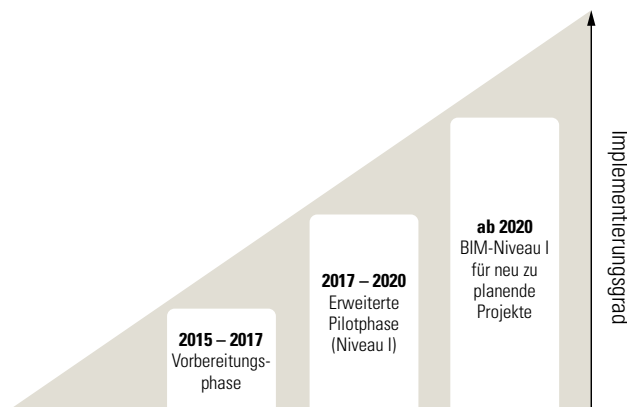 2015 – 2017
Vorbereitungs-
phase
2017 – 2020
Erweiterte
Pilotphase
(Niveau I)
ab 2020
BIM-Niveau I
für neu zu
planende
Projekte
Implementierungsgrad